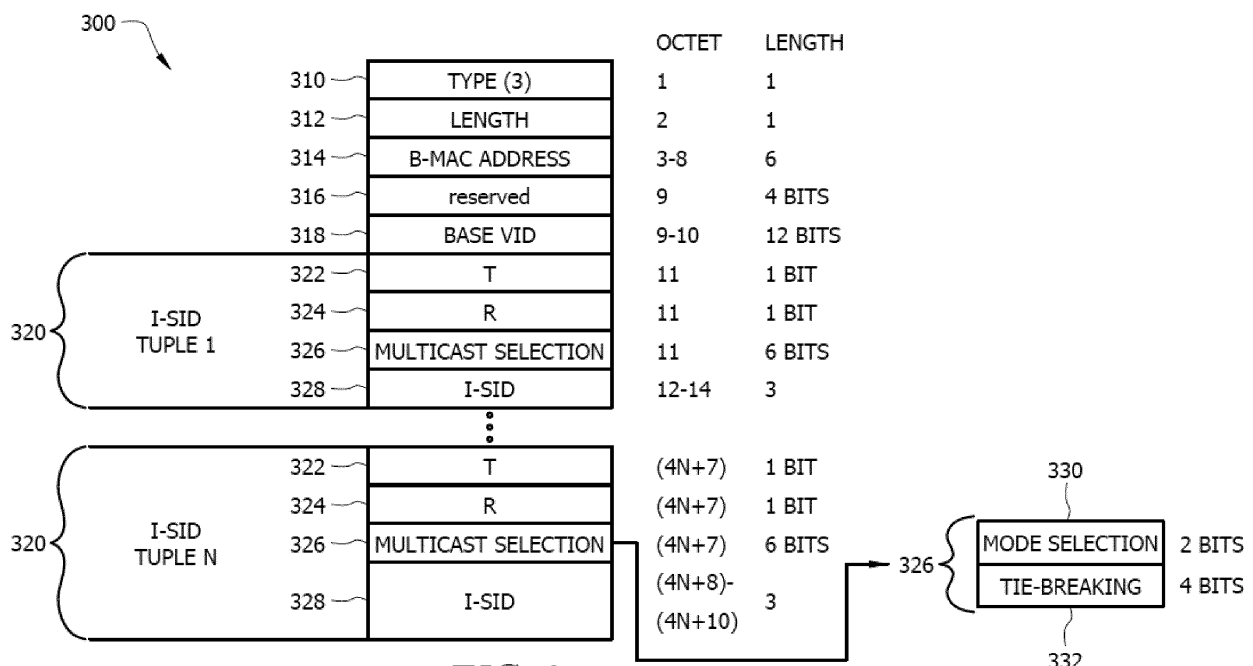 300
OCTET LENGTH
310 TYPE (3) 1 1
312 LENGTH 2 1
314 B-MAC ADDRESS 3-8 6
316 reserved 9 4 BITS
318 BASE VID 9-10 12 BITS
322 T 11 1 BIT
324 R 11 1 BIT
320 I-SID TUPLE 1
326 MULTICAST SELECTION 11 6 BITS
328 I-SID 12-14 3
322 T (4N+7) 1 BIT
324 R (4N+7) 1 BIT
320 I-SID TUPLE N
326 MULTICAST SELECTION (4N+7) 6 BITS
328 I-SID (4N+8)-(4N+10) 3
330
326 MODE SELECTION 2 BITS
TIE-BREAKING 4 BITS
332